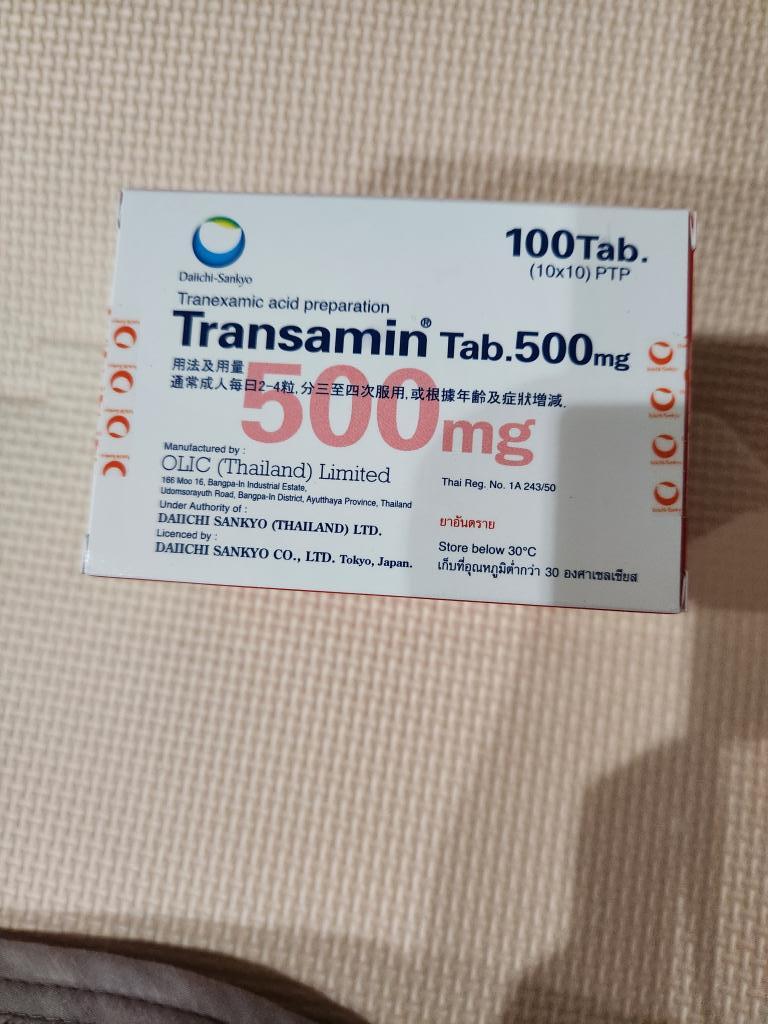 Daiichi-Sankyo
100Tab.
(10x10) PTP
Tranexamic acid preparation
Transamin® Tab.500mg
用法及用量
通常成人每日2-4粒,分三至四次服用,或根據年齡及症狀增減.
500mg
Manufactured by :
OLIC (Thailand) Limited
166 Moo 16, Bangpa-In Industrial Estate,
Udomsorayuth Road, Bangpa-In District, Ayutthaya Province, Thailand
Under Authority of :
DAIICHI SANKYO (THAILAND) LTD.
Licenced by :
DAIICHI SANKYO CO., LTD. Tokyo, Japan.
Thai Reg. No. 1A 243/50
ยาอันตราย
Store below 30°C
เก็บที่อุณหภูมิต่ำกว่า 30 องศาเซลเซียส